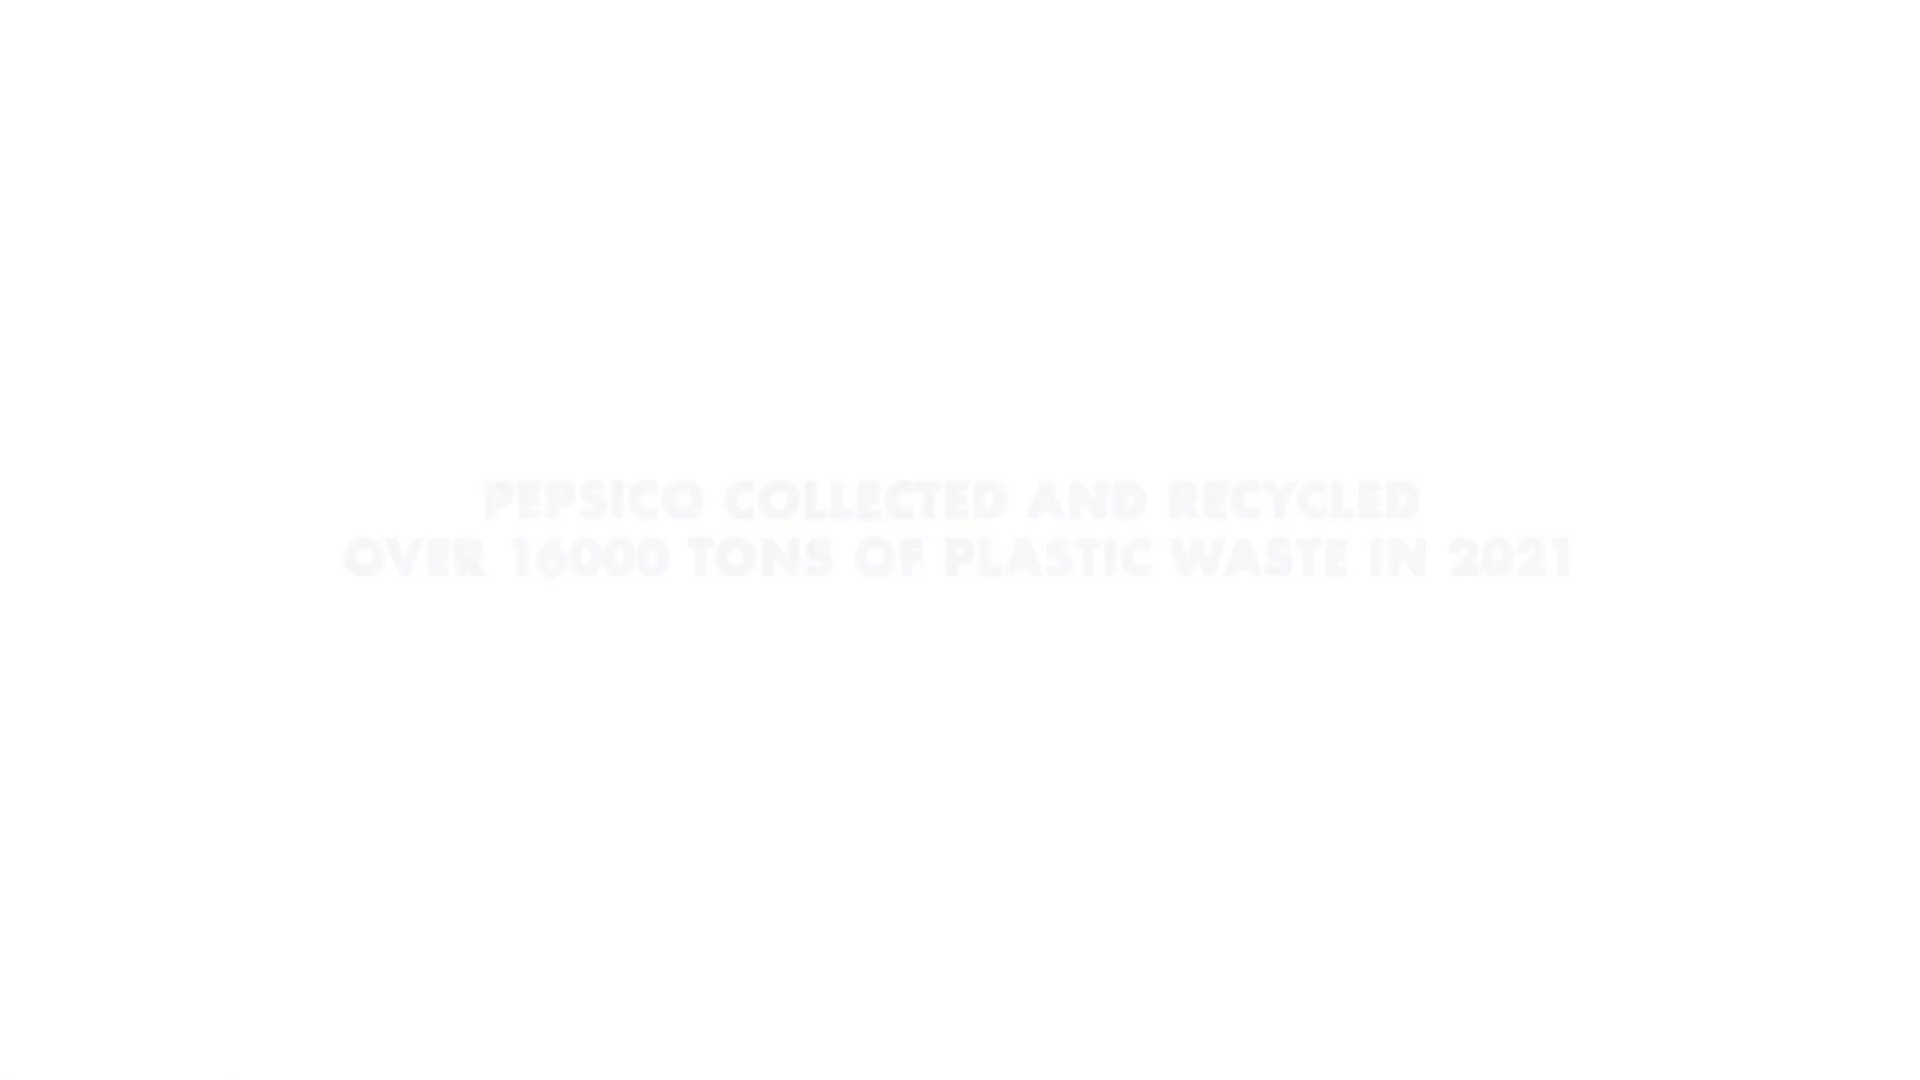 PEPSICO COLLECTED AND RECYCLED
OVER 16000 TONS OF PLASTIC WASTE IN 2021